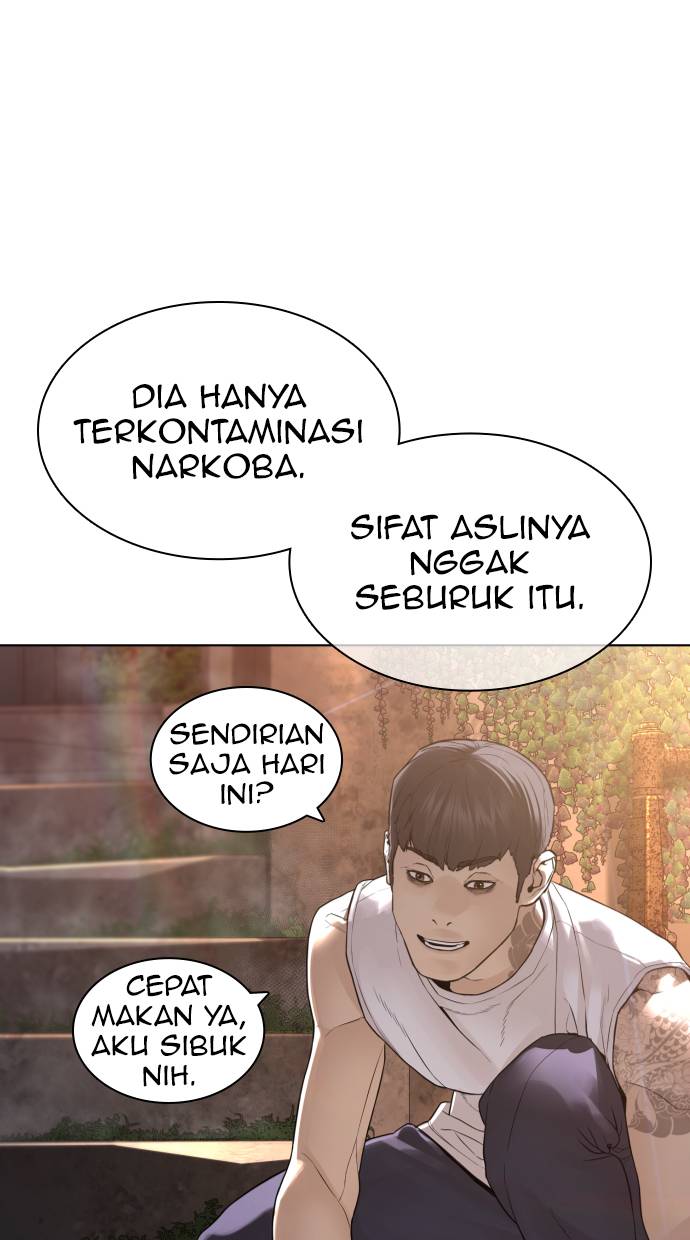 DIA HANYA
TERKONTAMINASI
NARKOBA.
SIFAT ASLINYA
NGGAK
SEBURUK ITU.
SENDIRIAN
SAJA HARI
INI?
CEPAT
MAKAN YA,
AKU SIBUK
NIH.